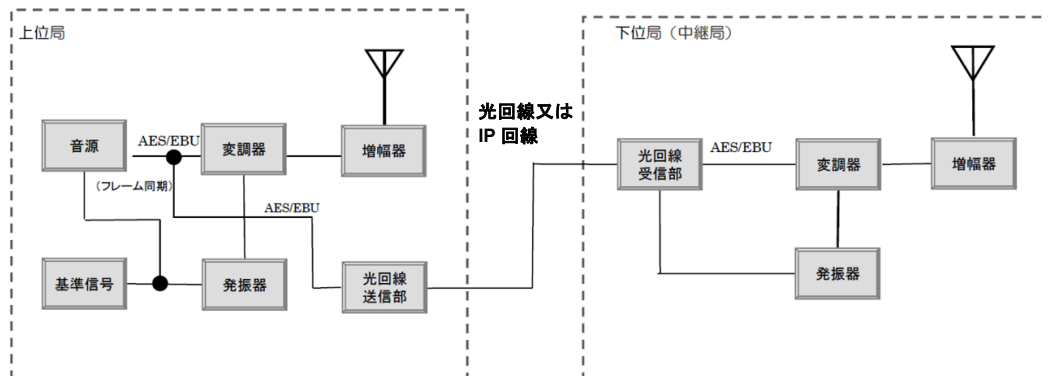 上位局
音源
AES/EBU
変調器
増幅器
(フレーム同期)
AES/EBU
基準信号
発振器
光回線
送信部
光回線又は
IP 回線
下位局（中継局）
光回線
受信部
AES/EBU
変調器
増幅器
発振器